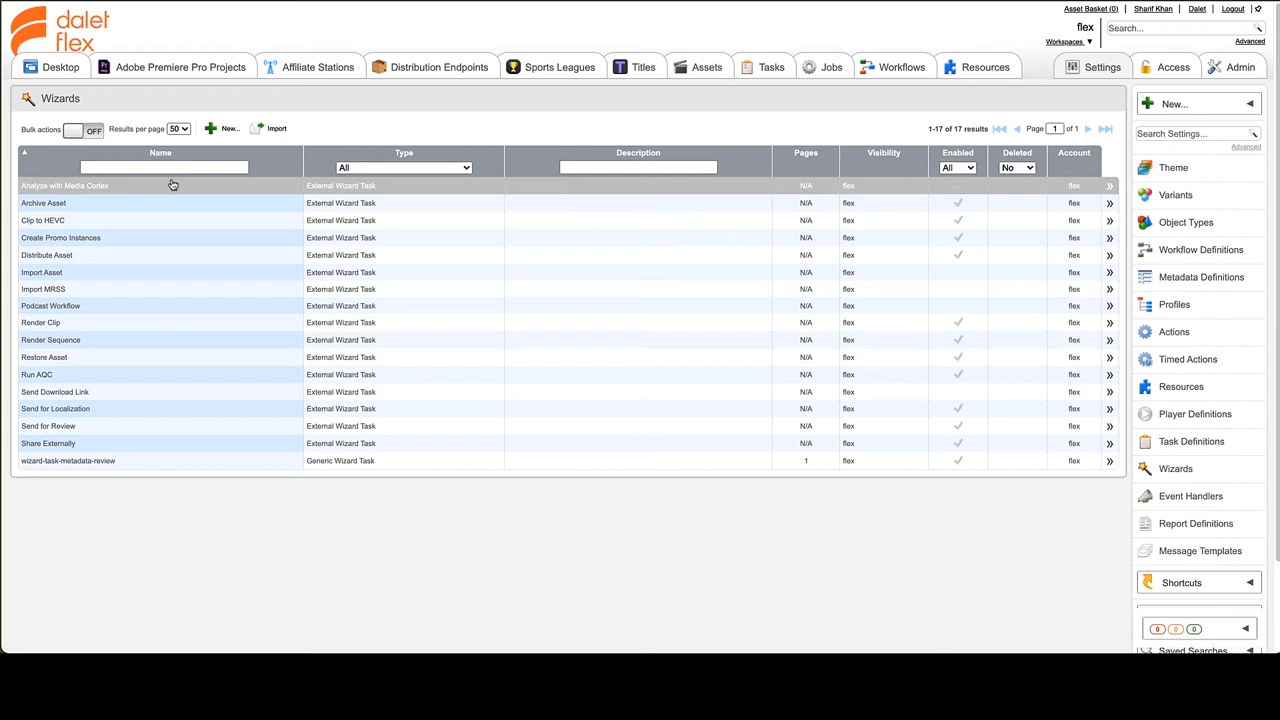 dalet
flex
Asset Basket (0) Sharif Khan Dalet Logout
flex Search...
Workspaces ▼ Advanced
Desktop Adobe Premiere Pro Projects Affiliate Stations Distribution Endpoints Sports Leagues Titles Assets Tasks Jobs Workflows Resources Settings Access Admin
Wizards
Bulk actions OFF Results per page 50 New... Import 1-17 of 17 results Page 1 of 1
Name Type Description Pages Visibility Enabled Deleted Account
All All No
Analyze with Media Cortex External Wizard Task N/A flex flex »
Archive Asset External Wizard Task N/A flex ✓ flex »
Clip to HEVC External Wizard Task N/A flex ✓ flex »
Create Promo Instances External Wizard Task N/A flex ✓ flex »
Distribute Asset External Wizard Task N/A flex ✓ flex »
Import Asset External Wizard Task N/A flex flex »
Import MRSS External Wizard Task N/A flex flex »
Podcast Workflow External Wizard Task N/A flex flex »
Render Clip External Wizard Task N/A flex ✓ flex »
Render Sequence External Wizard Task N/A flex ✓ flex »
Restore Asset External Wizard Task N/A flex ✓ flex »
Run AQC External Wizard Task N/A flex ✓ flex »
Send Download Link External Wizard Task N/A flex flex »
Send for Localization External Wizard Task N/A flex ✓ flex »
Send for Review External Wizard Task N/A flex ✓ flex »
Share Externally External Wizard Task N/A flex ✓ flex »
wizard-task-metadata-review Generic Wizard Task 1 flex ✓ flex »
New...
Search Settings...
Advanced
Theme
Variants
Object Types
Workflow Definitions
Metadata Definitions
Profiles
Actions
Timed Actions
Resources
Player Definitions
Task Definitions
Wizards
Event Handlers
Report Definitions
Message Templates
Shortcuts
0 0 0
Saved Searches